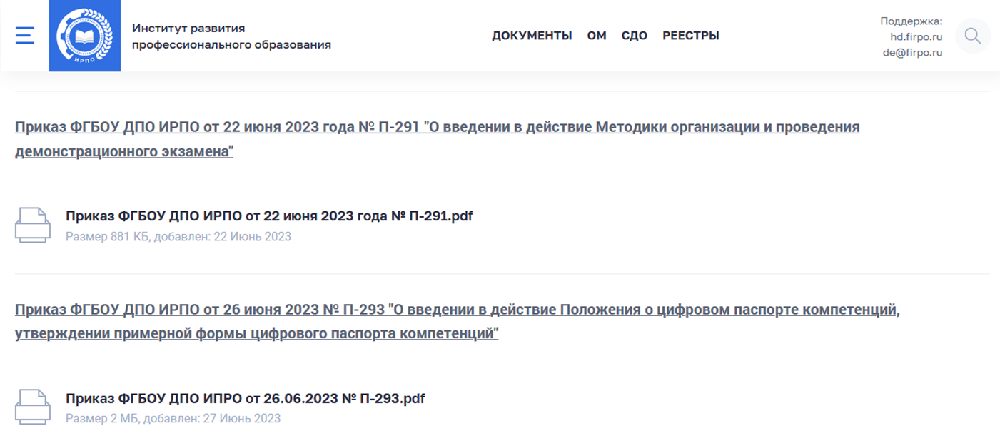 Институт развития
профессионального образования
ИРПО
ДОКУМЕНТЫ ОМ СДО РЕЕСТРЫ
Поддержка:
hd.firpo.ru
de@firpo.ru
Приказ ФГБОУ ДПО ИРПО от 22 июня 2023 года № П-291 "О введении в действие Методики организации и проведения
демонстрационного экзамена"
Приказ ФГБОУ ДПО ИРПО от 22 июня 2023 года № П-291.pdf
Размер 881 КБ, добавлен: 22 Июнь 2023
Приказ ФГБОУ ДПО ИРПО от 26 июня 2023 № П-293 "О введении в действие Положения о цифровом паспорте компетенций,
утверждении примерной формы цифрового паспорта компетенций"
Приказ ФГБОУ ДПО ИПРО от 26.06.2023 № П-293.pdf
Размер 2 МБ, добавлен: 27 Июнь 2023